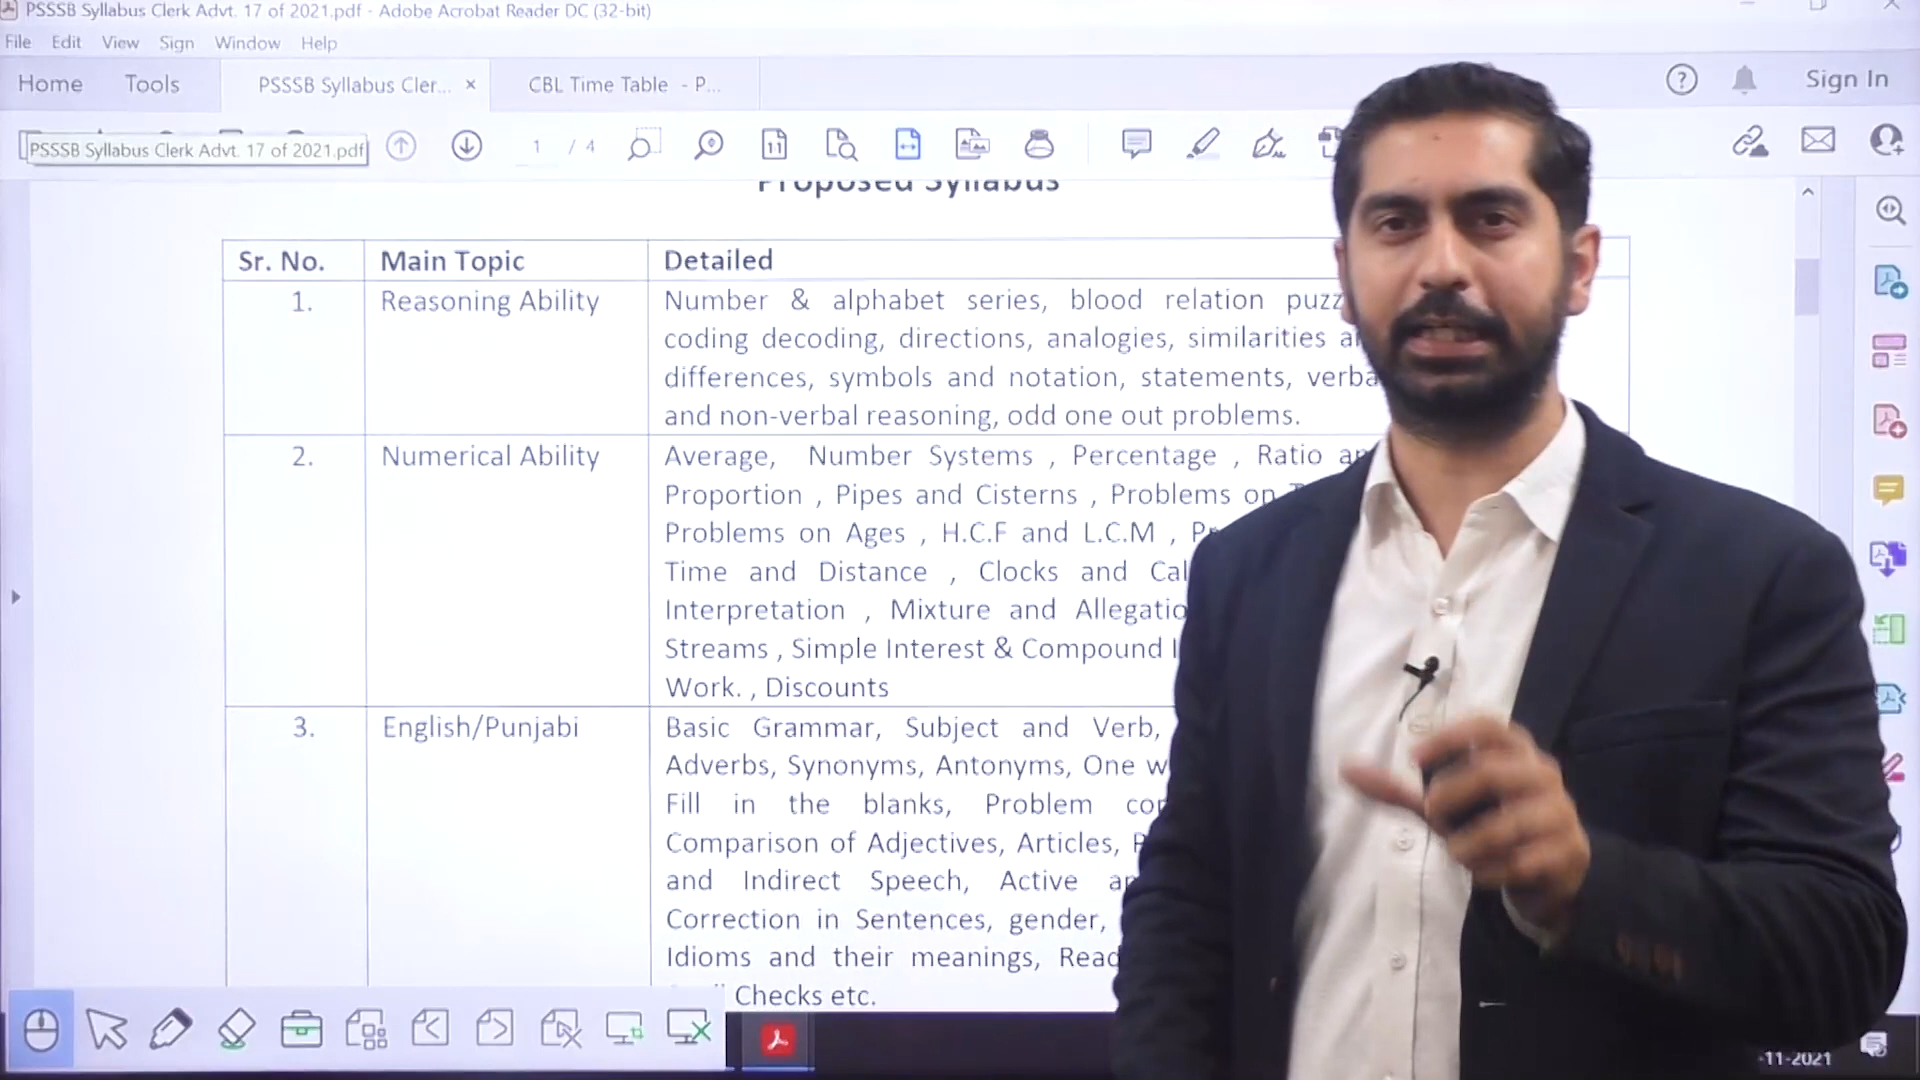 PSSSB Syllabus Clerk Advt. 17 of 2021.pdf - Adobe Acrobat Reader DC (32-bit)
File Edit View Sign Window Help
Home Tools PSSSB Syllabus Cler... × CBL Time Table - P... Sign In
PSSSB Syllabus Clerk Advt. 17 of 2021.pdf 1 / 4
Proposed Syllabus
Sr. No. Main Topic Detailed
1. Reasoning Ability Number & alphabet series, blood relation
coding decoding, directions, analogies, similarities
differences, symbols and notation, statements,
and non-verbal reasoning, odd one out problems.
2. Numerical Ability Average, Number Systems , Percentage , Ratio
Proportion , Pipes and Cisterns , Problems on
Problems on Ages , H.C.F and L.C.M ,
Time and Distance , Clocks and
Interpretation , Mixture and
Streams , Simple Interest & Compound
Work. , Discounts
3. English/Punjabi Basic Grammar, Subject and Verb,
Adverbs, Synonyms, Antonyms, One
Fill in the blanks, Problem
Comparison of Adjectives, Articles,
and Indirect Speech, Active
Correction in Sentences, gender,
Idioms and their meanings,
Checks etc.
-11-2021